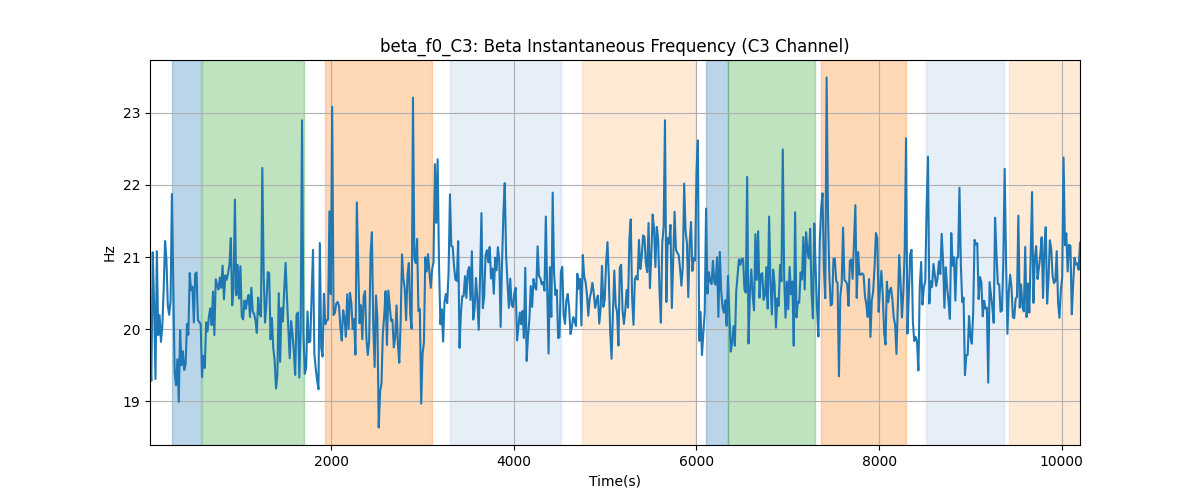 beta_f0_C3: Beta Instantaneous Frequency (C3 Channel)
23
22
21
20
19
Hz
2000 4000 6000 8000 10000
Time(s)